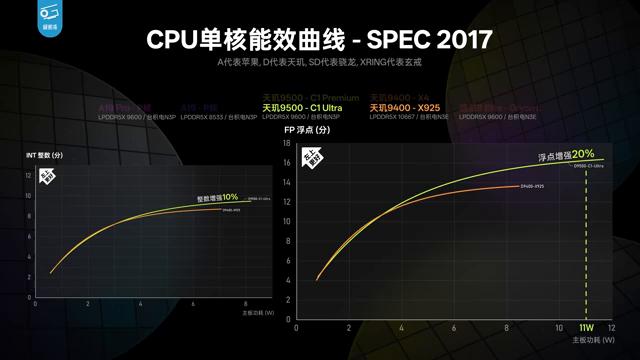 极客湾
CPU单核能效曲线 - SPEC 2017
A代表苹果, D代表天玑, SD代表骁龙, XRING代表玄戒
天玑9500 - C1 Premium
天玑9400 - X4
A19 Pro - P核
天玑9500 - C1 Ultra
天玑9400 - X925
LPDDR5X 9600 / 台积电N3P
LPDDR5X 8533 / 台积电N3P
LPDDR5X 9600 / 台积电N3P
LPDDR5X 10667 / 台积电N3E
LPDDR5X 9600 / 台积电N3E
INT 整数 (分)
左上更好
整数增强10%
D9500-C1-Ultra
D9400-X925
12
10
8
6
4
2
0
0
2
4
6
8
主板功耗 (W)
FP 浮点 (分)
左上更好
浮点增强20%
D9500-C1-Ultra
D9400-X925
18
16
14
12
10
8
6
4
2
0
0
2
4
6
8
10
11W
12
主板功耗 (W)